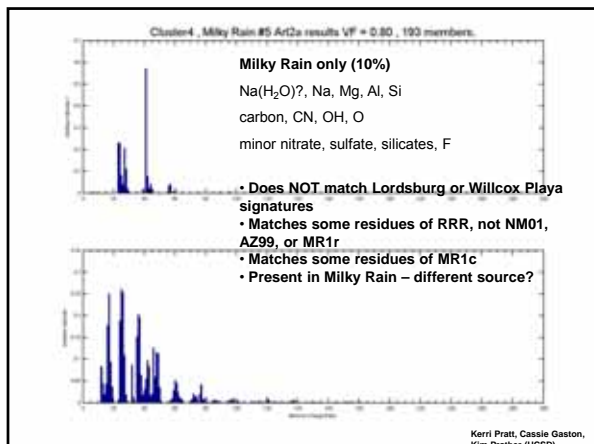 Cluster4 , Milky Rain #5 Art2a results VF = 0.80 , 193 members.
Milky Rain only (10%)
Na(H₂O)?, Na, Mg, Al, Si
carbon, CN, OH, O
minor nitrate, sulfate, silicates, F
• Does NOT match Lordsburg or Willcox Playa
signatures
• Matches some residues of RRR, not NM01,
AZ99, or MR1r
• Matches some residues of MR1c
• Present in Milky Rain – different source?
Kerri Pratt, Cassie Gaston,
Kim Prather (UCSD)